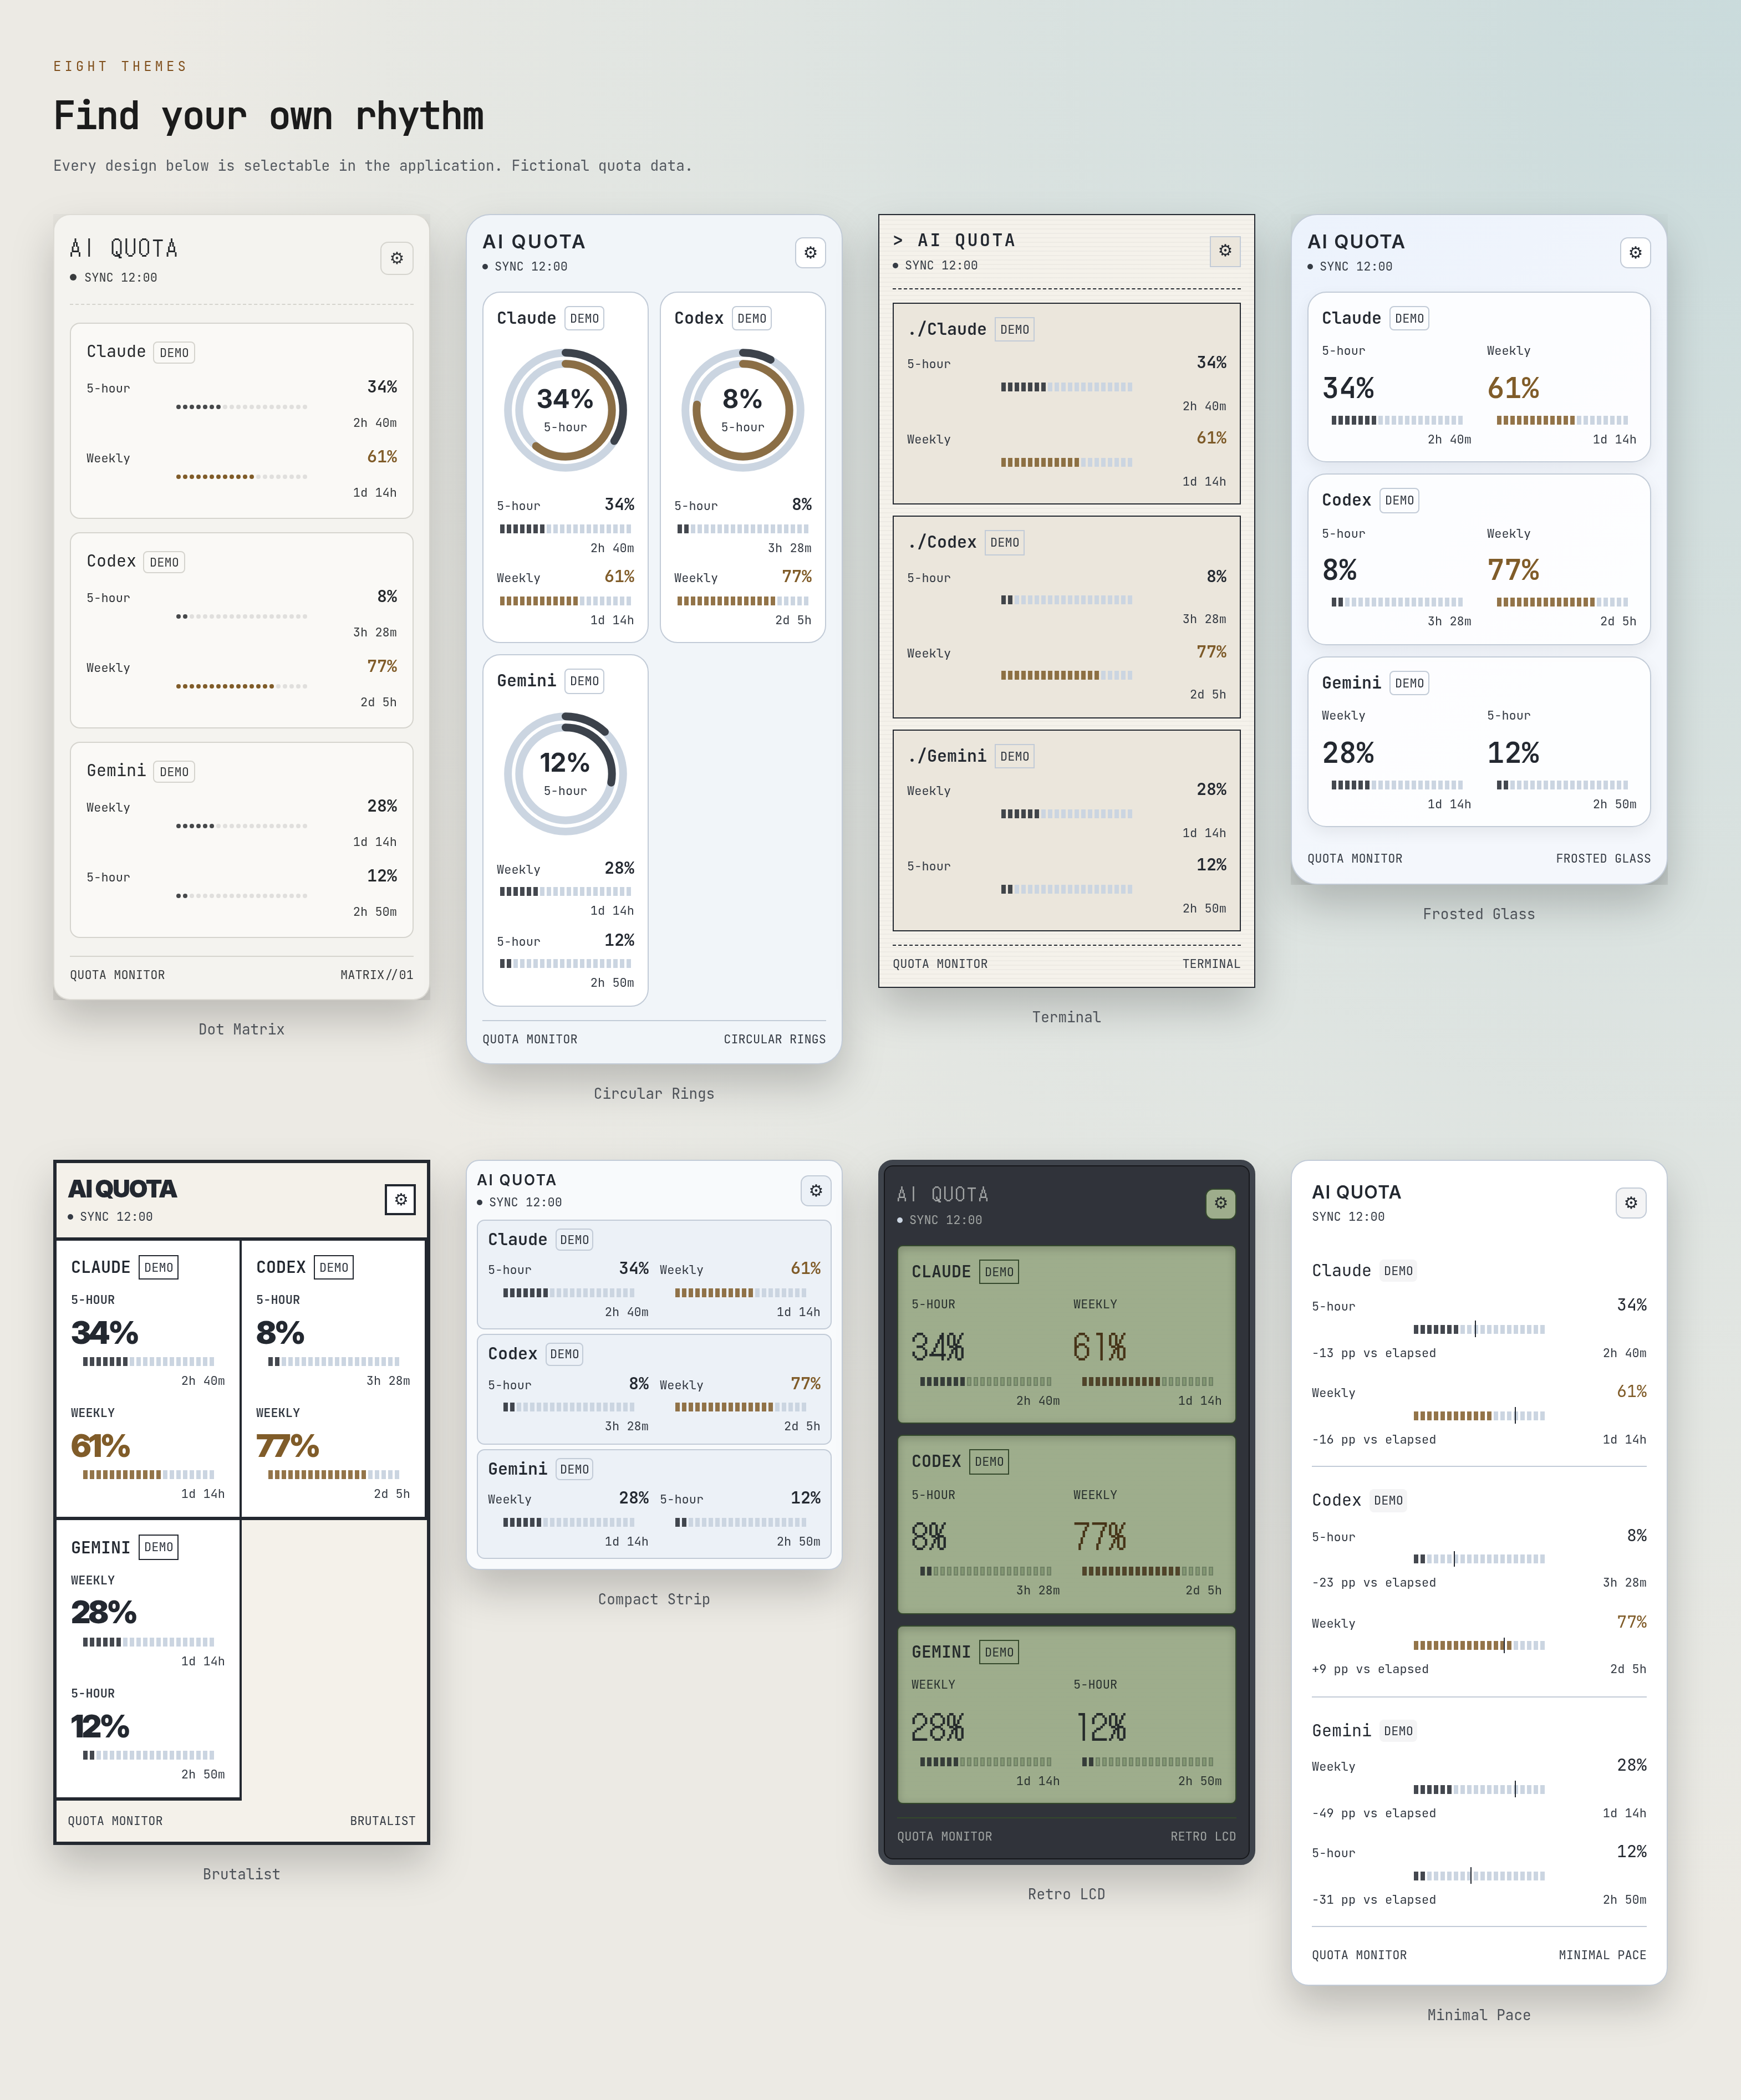 EIGHT THEMES
Find your own rhythm
Every design below is selectable in the application. Fictional quota data.
AI QUOTA
SYNC 12:00
Claude DEMO
5-hour 34%
2h 40m
Weekly 61%
1d 14h
Codex DEMO
5-hour 8%
3h 28m
Weekly 77%
2d 5h
Gemini DEMO
Weekly 28%
1d 14h
5-hour 12%
2h 50m
QUOTA MONITOR MATRIX//01
Dot Matrix
AI QUOTA
SYNC 12:00
Claude DEMO
34%
5-hour
5-hour 34%
2h 40m
Weekly 61%
1d 14h
Codex DEMO
8%
5-hour
5-hour 8%
3h 28m
Weekly 77%
2d 5h
Gemini DEMO
12%
5-hour
Weekly 28%
1d 14h
5-hour 12%
2h 50m
QUOTA MONITOR CIRCULAR RINGS
Circular Rings
> AI QUOTA
SYNC 12:00
./Claude DEMO
5-hour 34%
2h 40m
Weekly 61%
1d 14h
./Codex DEMO
5-hour 8%
3h 28m
Weekly 77%
2d 5h
./Gemini DEMO
Weekly 28%
1d 14h
5-hour 12%
2h 50m
QUOTA MONITOR TERMINAL
Terminal
AI QUOTA
SYNC 12:00
Claude DEMO
5-hour Weekly
34% 61%
2h 40m 1d 14h
Codex DEMO
5-hour Weekly
8% 77%
3h 28m 2d 5h
Gemini DEMO
Weekly 5-hour
28% 12%
1d 14h 2h 50m
QUOTA MONITOR FROSTED GLASS
Frosted Glass
AI QUOTA
SYNC 12:00
CLAUDE DEMO
5-HOUR
34%
2h 40m
WEEKLY
61%
1d 14h
CODEX DEMO
5-HOUR
8%
3h 28m
WEEKLY
77%
2d 5h
GEMINI DEMO
WEEKLY
28%
1d 14h
5-HOUR
12%
2h 50m
QUOTA MONITOR BRUTALIST
Brutalist
AI QUOTA
SYNC 12:00
Claude DEMO
5-hour 34% Weekly 61%
2h 40m 1d 14h
Codex DEMO
5-hour 8% Weekly 77%
3h 28m 2d 5h
Gemini DEMO
Weekly 28% 5-hour 12%
1d 14h 2h 50m
Compact Strip
AI QUOTA
SYNC 12:00
CLAUDE DEMO
5-HOUR WEEKLY
34% 61%
2h 40m 1d 14h
CODEX DEMO
5-HOUR WEEKLY
8% 77%
3h 28m 2d 5h
GEMINI DEMO
WEEKLY 5-HOUR
28% 12%
1d 14h 2h 50m
QUOTA MONITOR RETRO LCD
Retro LCD
AI QUOTA
SYNC 12:00
Claude DEMO
5-hour 34%
-13 pp vs elapsed 2h 40m
Weekly 61%
-16 pp vs elapsed 1d 14h
Codex DEMO
5-hour 8%
-23 pp vs elapsed 3h 28m
Weekly 77%
+9 pp vs elapsed 2d 5h
Gemini DEMO
Weekly 28%
-49 pp vs elapsed 1d 14h
5-hour 12%
-31 pp vs elapsed 2h 50m
QUOTA MONITOR MINIMAL PACE
Minimal Pace